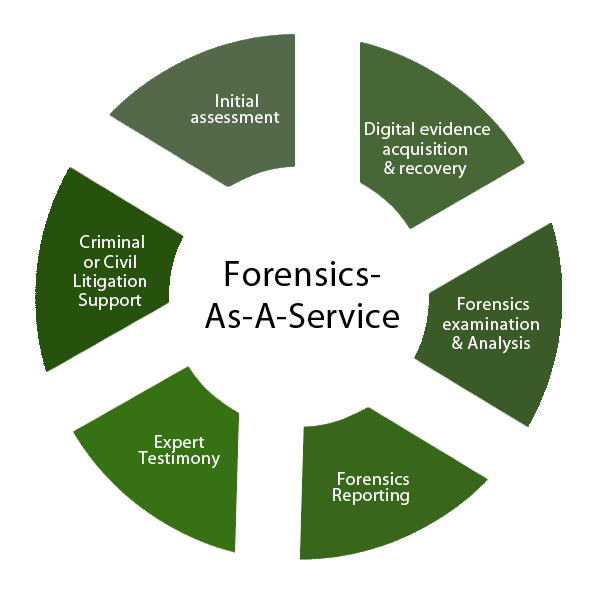 Initial
assessment
Digital evidence
acquisition
& recovery
Forensics
examination
& Analysis
Forensics
Reporting
Expert
Testimony
Criminal
or Civil
Litigation
Support
Forensics-
As-A-Service